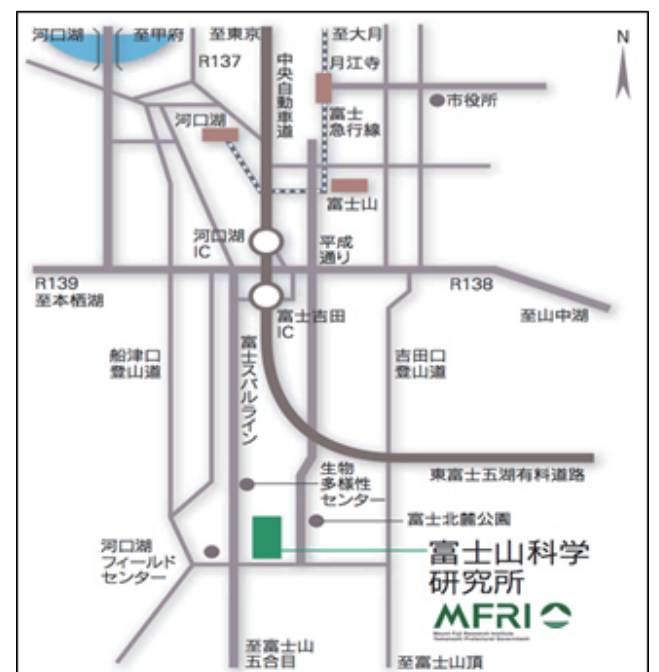 河口湖
至甲府
至東京
至大月
N
R137
中央自動車道
月江寺
市役所
富士
急行線
河口湖
富士山
河口湖
IC
平成
通り
R139
至本栖湖
R138
至山中湖
富士吉田
IC
船津口
登山道
富士スバルライン
吉田口
登山道
生物
多様性
センター
東富士五湖有料道路
富士北麓公園
河口湖
フィールド
センター
富士山科学
研究所
MFRI
Mount Fuji Research Institute
Yamanashi Prefectural Government
至富士山
五合目
至富士山頂